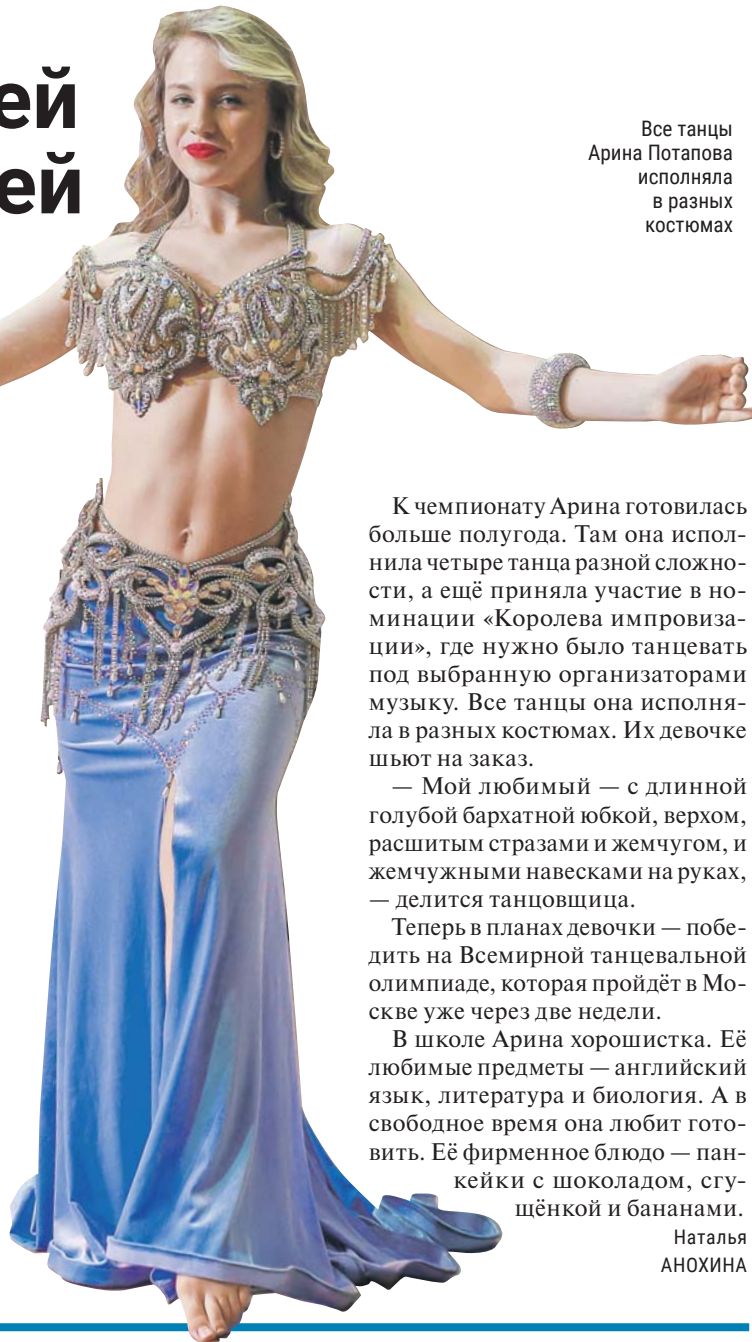 ей
ей
Все танцы
Арина Потапова
исполняла
в разных
костюмах
К чемпионату Арина готовилась
больше полугода. Там она испол-
нила четыре танца разной сложно-
сти, а ещё приняла участие в но-
минации «Королева импровиза-
ции», где нужно было танцевать
под выбранную организаторами
музыку. Все танцы она исполня-
ла в разных костюмах. Их девочке
шьют на заказ.
— Мой любимый — с длинной
голубой бархатной юбкой, верхом,
расшитым стразами и жемчугом, и
жемчужными навесками на руках,
— делится танцовщица.
Теперь в планах девочки — побе-
дить на Всемирной танцевальной
олимпиаде, которая пройдёт в Мо-
скве уже через две недели.
В школе Арина хорошистка. Её
любимые предметы — английский
язык, литература и биология. А в
свободное время она любит гото-
вить. Её фирменное блюдо — пан-
кейки с шоколадом, сгу-
щёнкой и бананами.
Наталья
АНОХИНА